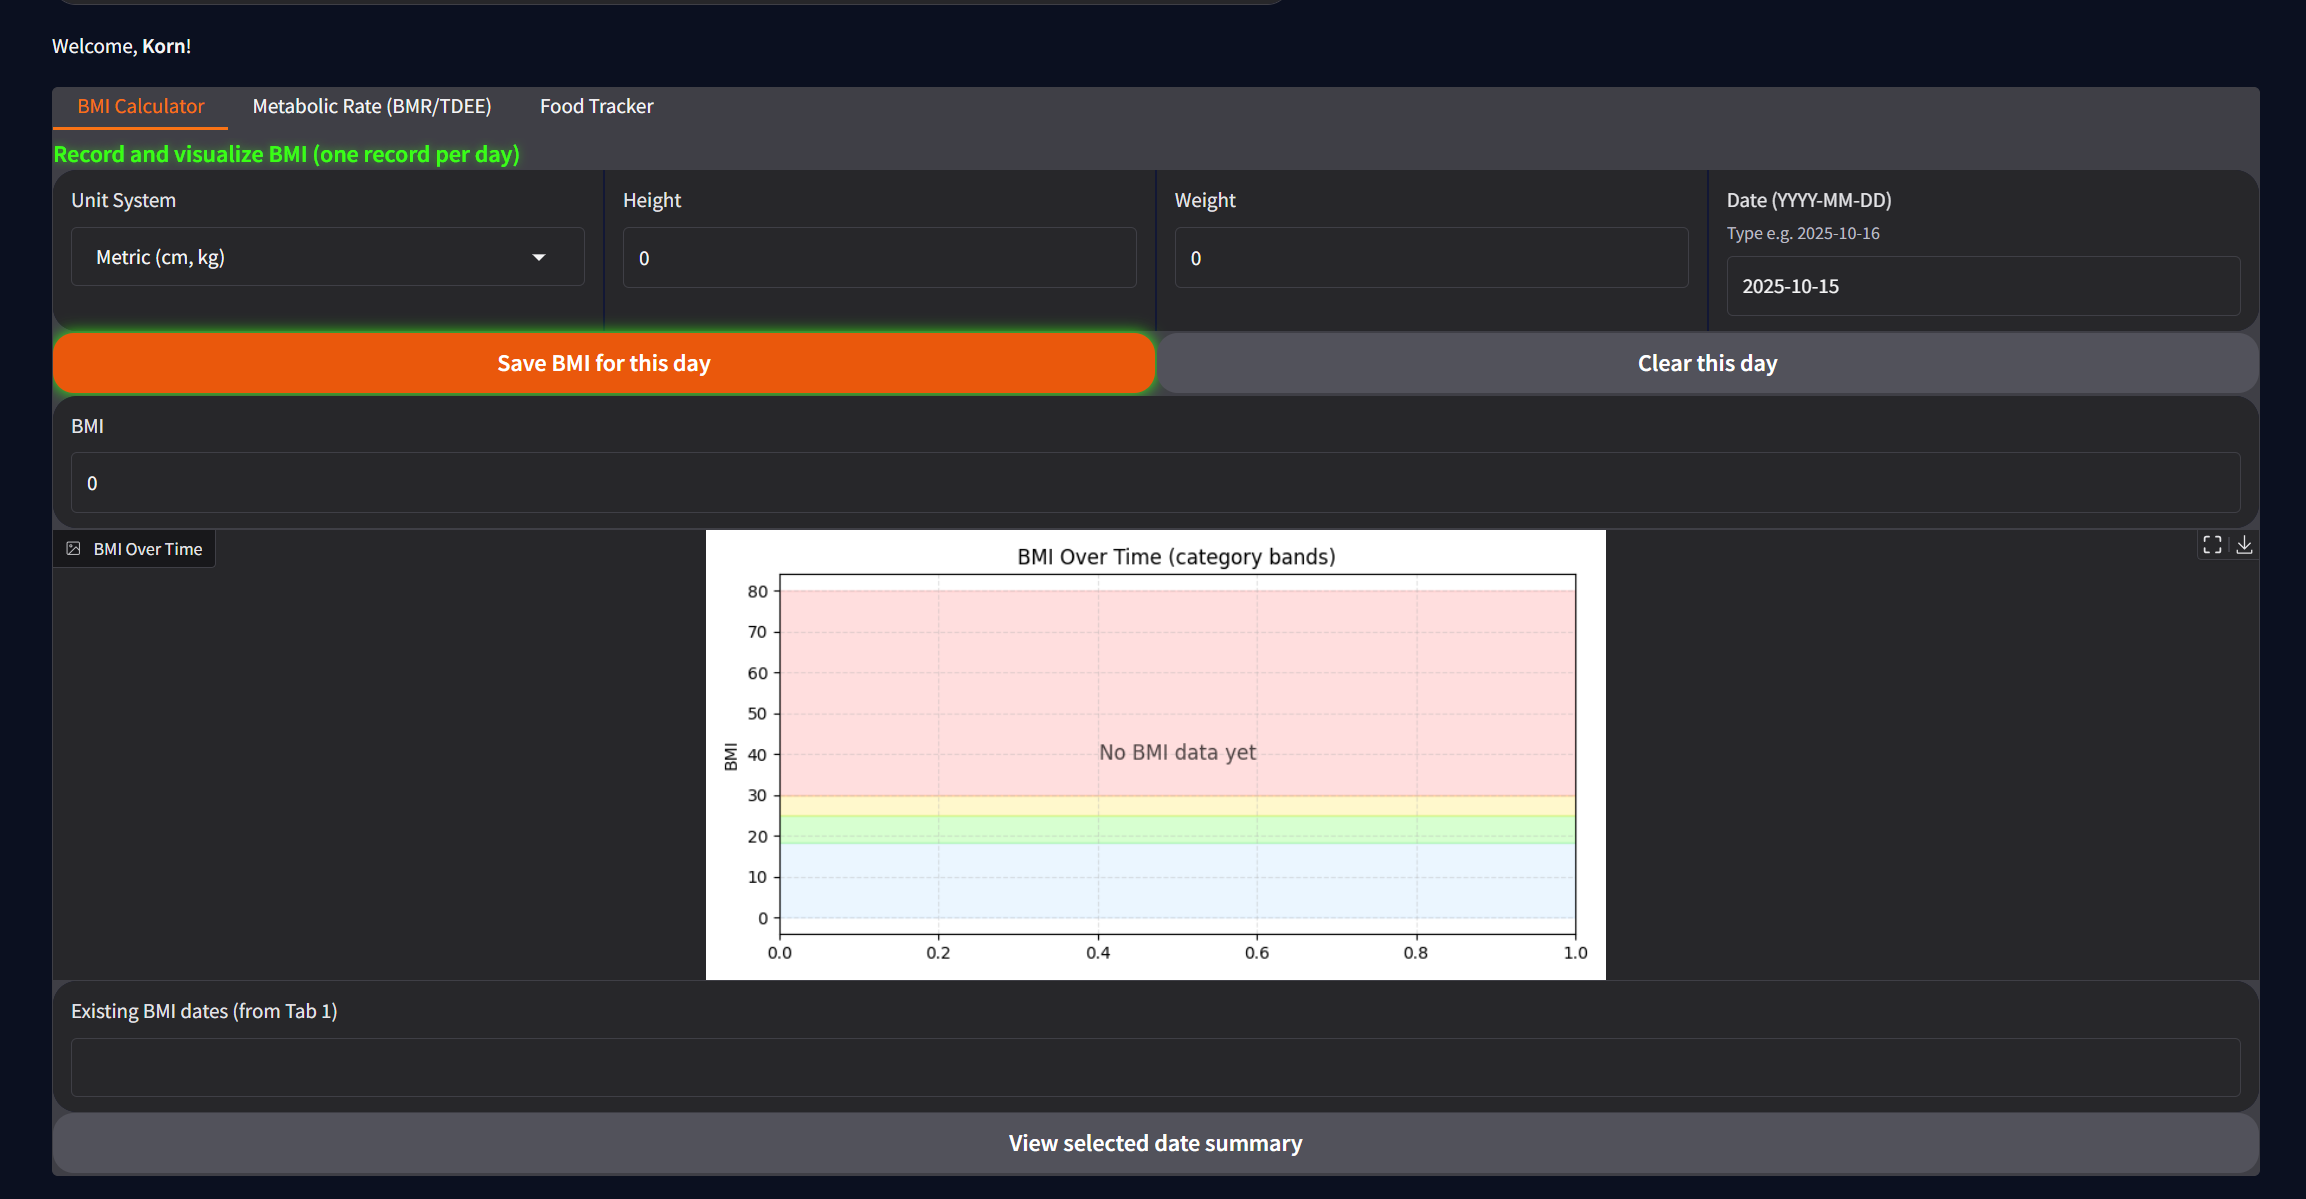 Welcome, Korn!
BMI Calculator Metabolic Rate (BMR/TDEE) Food Tracker
Record and visualize BMI (one record per day)
Unit System Height Weight Date (YYYY-MM-DD)
Type e.g. 2025-10-16
Metric (cm, kg) 0 0 2025-10-15
Save BMI for this day Clear this day
BMI
0
BMI Over Time
BMI Over Time (category bands)
80
70
60
50
No BMI data yet
BMI 40
30
20
10
0
0.0 0.2 0.4 0.6 0.8 1.0
Existing BMI dates (from Tab 1)
View selected date summary